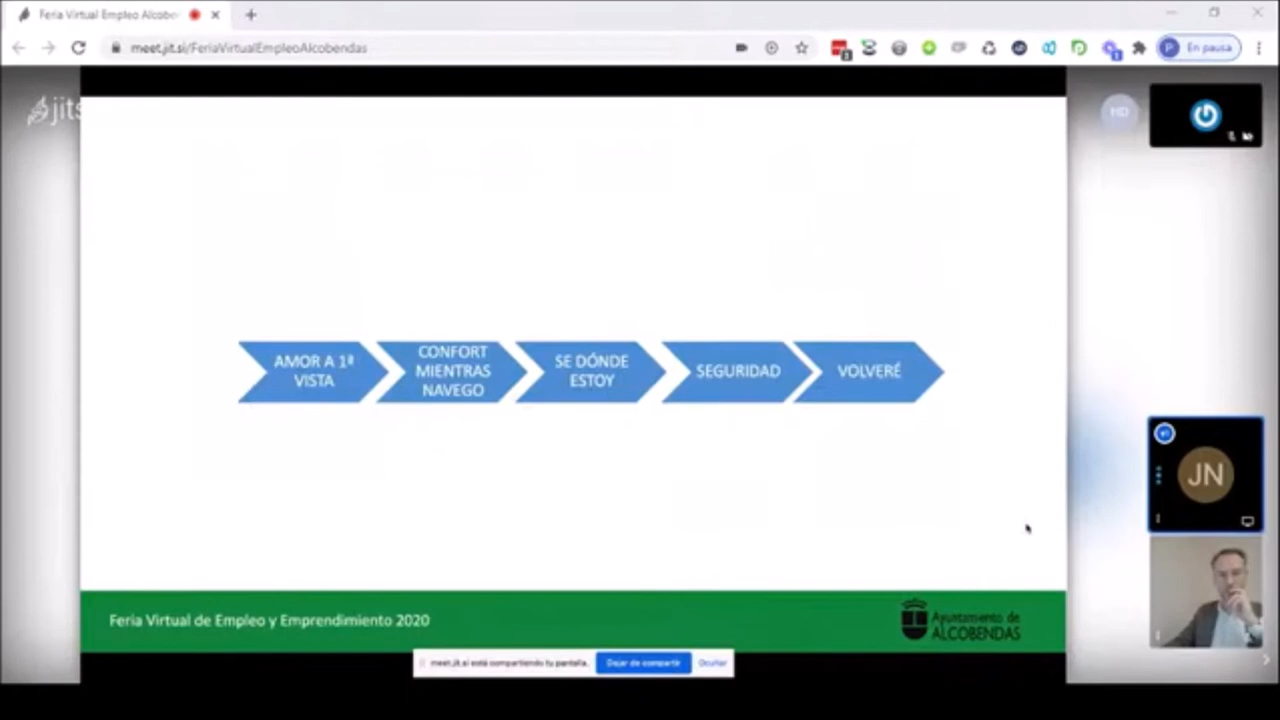 Feria Virtual Empleo Alcobe
meet.jit.si/FeriaVirtualEmpleoAlcobendas
P
En pausa
jits
HD
AMOR A 1ª
VISTA
CONFORT
MIENTRAS
NAVEGO
SE DÓNDE
ESTOY
SEGURIDAD
VOLVERÉ
JN
Feria Virtual de Empleo y Emprendimiento 2020
Ayuntamiento de
ALCOBENDAS
meet.jit.si está compartiendo tu pantalla.
Dejar de compartir
Ocultar